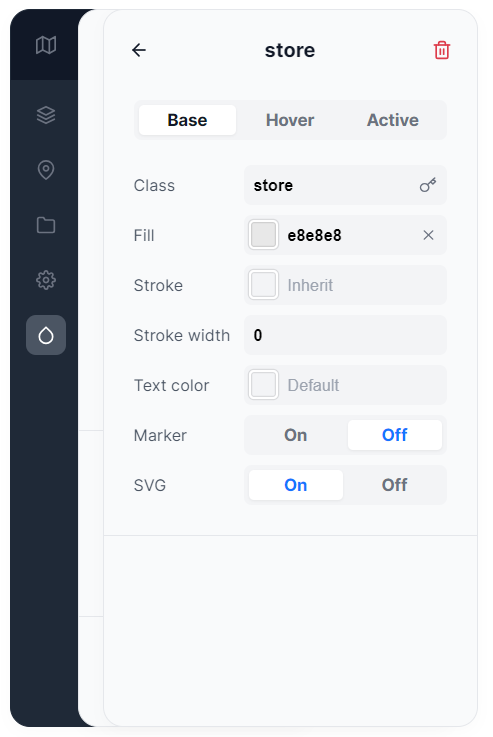 store
Base Hover Active
Class store
Fill e8e8e8
Stroke Inherit
Stroke width 0
Text color Default
Marker On Off
SVG On Off